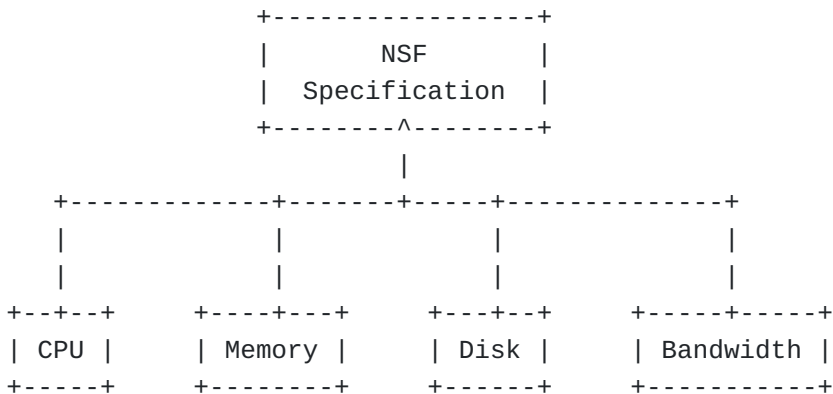 NSF
Specification
CPU
Memory
Disk
Bandwidth